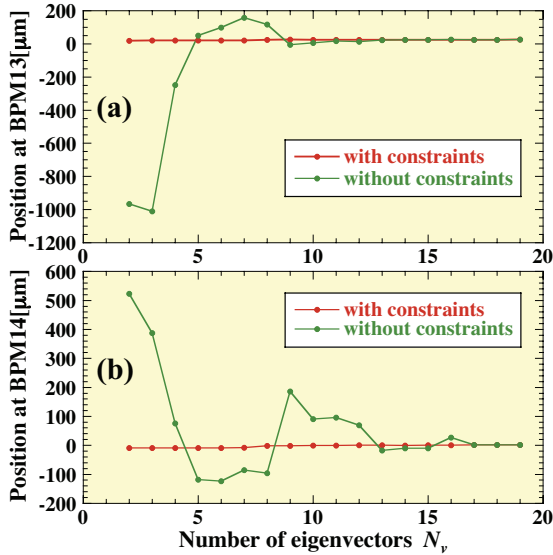 200
0
-200
-400
-600
-800
-1000
-1200
Position at BPM13[μm]
(a)
with constraints
without constraints
0 5 10 15 20
600
500
400
300
200
100
0
-100
-200
Position at BPM14[μm]
(b)
with constraints
without constraints
0 5 10 15 20
Number of eigenvectors Nᵥ